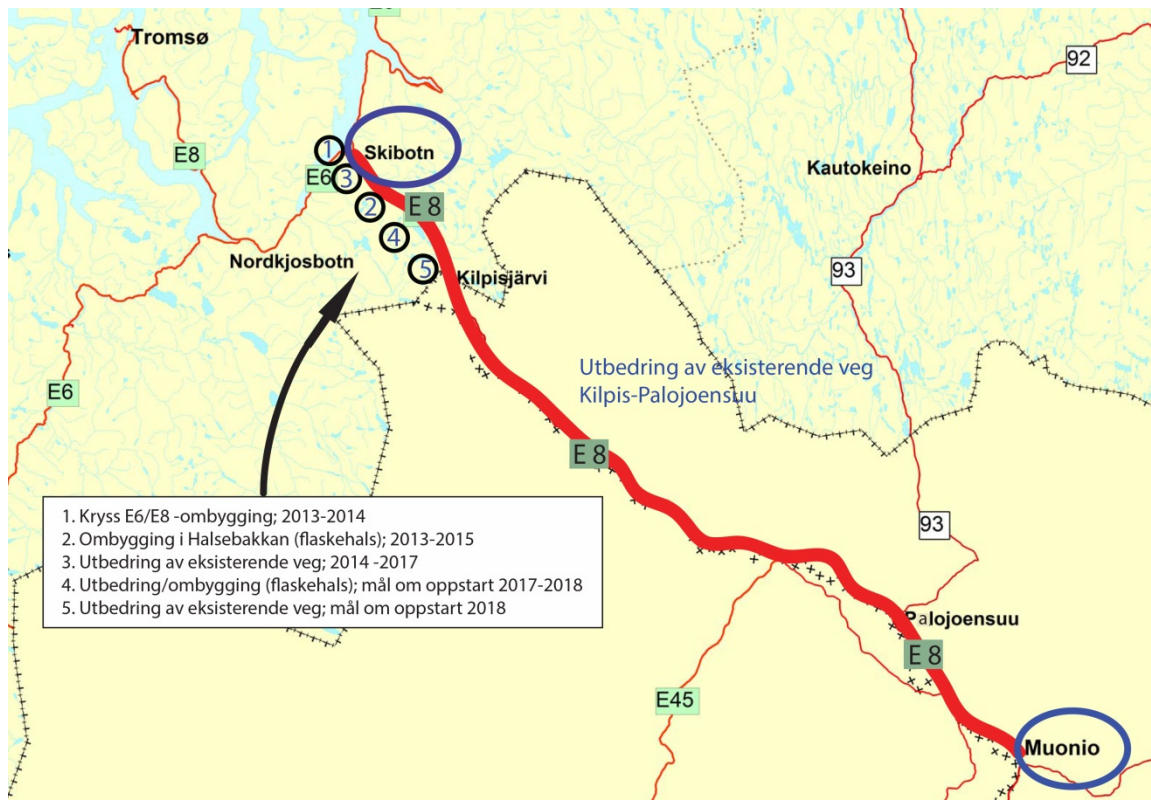 Tromsø
92
E8
1
Skibotn
Kautokeino
E6
3
2
E 8
4
Nordkjosbotn
5
Kilpisjärvi
93
Utbedring av eksisterende veg
Kilpis-Palojoensuu
E6
E 8
1. Kryss E6/E8 -ombygging; 2013-2014
2. Ombygging i Halsebakkan (flaskehals); 2013-2015
3. Utbedring av eksisterende veg; 2014 -2017
4. Utbedring/ombygging (flaskehals); mål om oppstart 2017-2018
5. Utbedring av eksisterende veg; mål om oppstart 2018
93
Palojoensuu
E 8
E45
Muonio